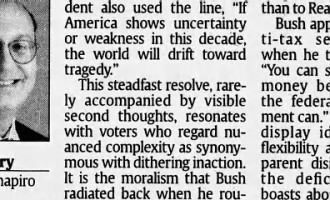 dent also used the line, "If
America shows uncertainty
or weakness in this decade,
the world will drift toward
tragedy."
This steadfast resolve, rare-
ly accompanied by visible
second thoughts, resonates
with voters who regard nu-
anced complexity as synony-
mous with dithering inaction.
It is the moralism that Bush
radiated back when he rou-
ry
hapiro
than to Rea
Bush app
ti-tax se
when he t
"You can s
money be
the federa
ment can."
display id
flexibility a
parent disi
the defic
boasts abo